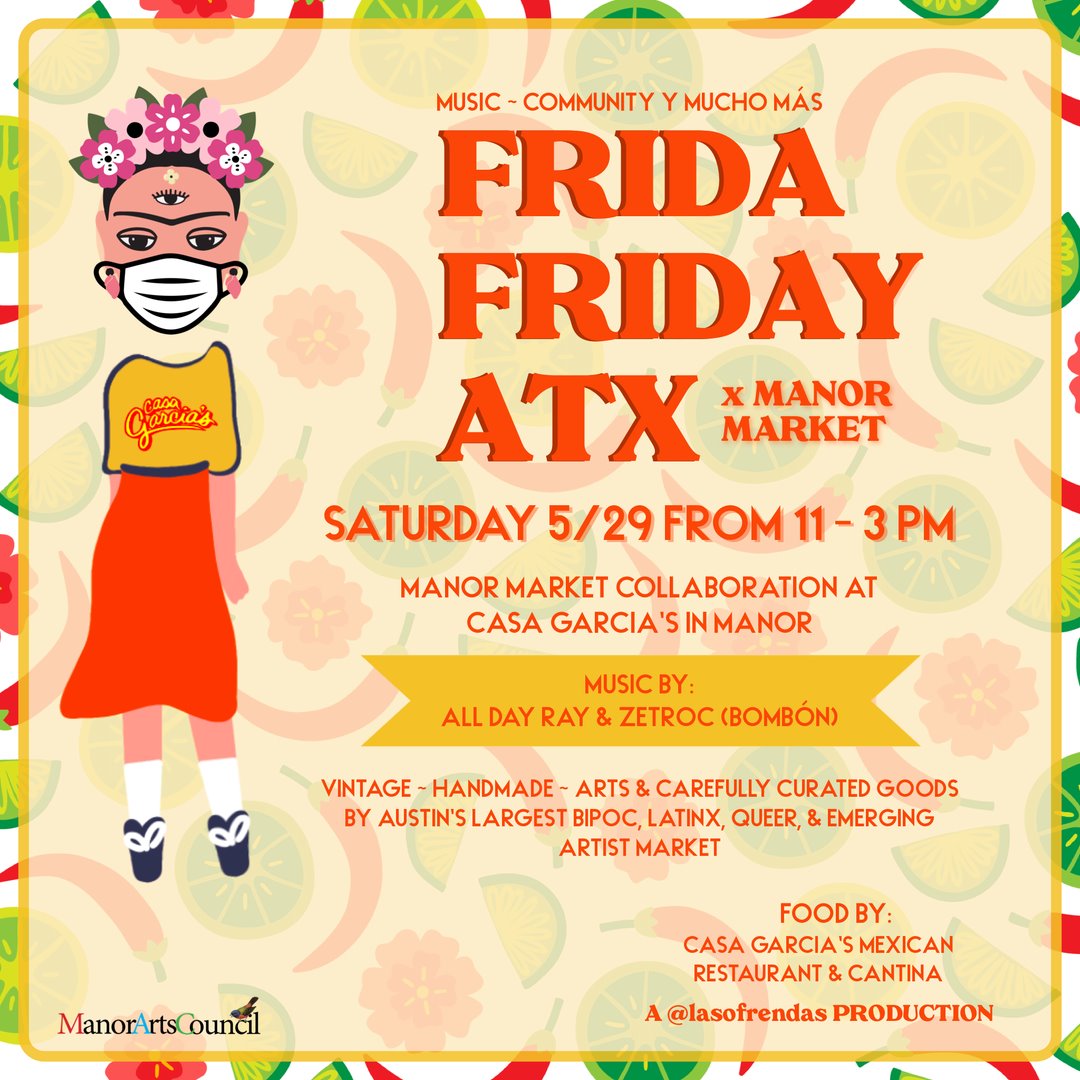 MUSIC ~ COMMUNITY Y MUCHO MÁS
FRIDA
FRIDAY
ATX
x MANOR
MARKET
SATURDAY 5/29 FROM 11 - 3 PM
MANOR MARKET COLLABORATION AT
CASA GARCIA'S IN MANOR
MUSIC BY:
ALL DAY RAY & ZETROC (BOMBÓN)
VINTAGE ~ HANDMADE ~ ARTS & CAREFULLY CURATED GOODS
BY AUSTIN'S LARGEST BIPOC, LATINX, QUEER, & EMERGING
ARTIST MARKET
FOOD BY:
CASA GARCIA'S MEXICAN
RESTAURANT & CANTINA
A @lasofrendas PRODUCTION
casa
Garcia's
ManorArtsCouncil